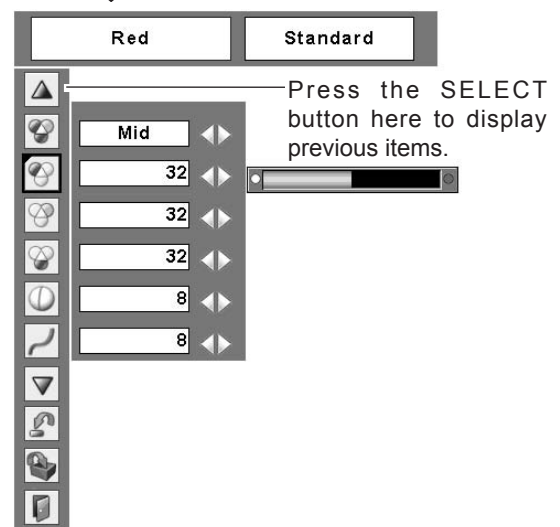 Red Standard
Press the SELECT
button here to display
previous items.
Mid
32
32
32
8
8